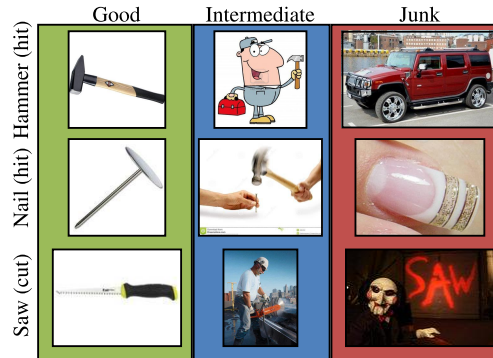 Good Intermediate Junk
Hammer (hit)
Nail (hit)
Saw (cut)
SAW